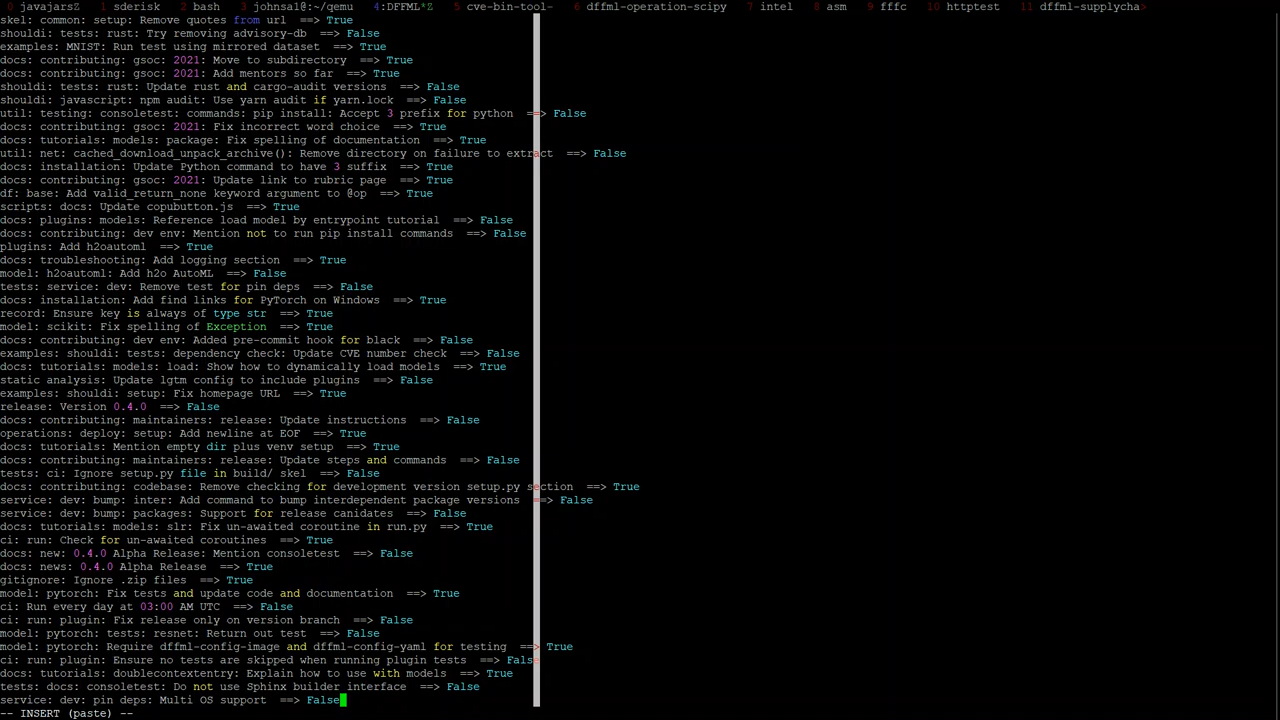 0 javajarsZ  1 sderisk  2 bash  3 johnsal@:~/qemu  4:DFFML*Z  5 cve-bin-tool-  6 dffml-operation-scipy  7 intel  8 asm  9 fffc  10 httptest  11 dffml-supplycha>
skel: common: setup: Remove quotes from url  ==> True
shouldi: tests: rust: Try removing advisory-db  ==> False
examples: MNIST: Run test using mirrored dataset  ==> True
docs: contributing: gsoc: 2021: Move to subdirectory  ==> True
docs: contributing: gsoc: 2021: Add mentors so far  ==> True
shouldi: tests: rust: Update rust and cargo-audit versions  ==> False
shouldi: javascript: npm audit: Use yarn audit if yarn.lock  ==> False
util: testing: consoletest: commands: pip install: Accept 3 prefix for python  ==> False
docs: contributing: gsoc: 2021: Fix incorrect word choice  ==> True
docs: tutorials: models: package: Fix spelling of documentation  ==> True
util: net: cached_download_unpack_archive(): Remove directory on failure to extract  ==> False
docs: installation: Update Python command to have 3 suffix  ==> True
docs: contributing: gsoc: 2021: Update link to rubric page  ==> True
df: base: Add valid_return_none keyword argument to @op  ==> True
scripts: docs: Update copubutton.js  ==> True
docs: plugins: models: Reference load model by entrypoint tutorial  ==> False
docs: contributing: dev env: Mention not to run pip install commands  ==> False
plugins: Add h2oautoml  ==> True
docs: troubleshooting: Add logging section  ==> True
model: h2oautoml: Add h2o AutoML  ==> False
tests: service: dev: Remove test for pin deps  ==> False
docs: installation: Add find links for PyTorch on Windows  ==> True
record: Ensure key is always of type str  ==> True
model: scikit: Fix spelling of Exception  ==> True
docs: contributing: dev env: Added pre-commit hook for black  ==> False
examples: shouldi: tests: dependency check: Update CVE number check  ==> False
docs: tutorials: models: load: Show how to dynamically load models  ==> True
static analysis: Update lgtm config to include plugins  ==> False
examples: shouldi: setup: Fix homepage URL  ==> True
release: Version 0.4.0  ==> False
docs: contributing: maintainers: release: Update instructions  ==> False
operations: deploy: setup: Add newline at EOF  ==> True
docs: tutorials: Mention empty dir plus venv setup  ==> True
docs: contributing: maintainers: release: Update steps and commands  ==> False
tests: ci: Ignore setup.py file in build/ skel  ==> False
docs: contributing: codebase: Remove checking for development version setup.py section  ==> True
service: dev: bump: inter: Add command to bump interdependent package versions  ==> False
service: dev: bump: packages: Support for release canidates  ==> False
docs: tutorials: models: slr: Fix un-awaited coroutine in run.py  ==> True
ci: run: Check for un-awaited coroutines  ==> True
docs: new: 0.4.0 Alpha Release: Mention consoletest  ==> False
docs: news: 0.4.0 Alpha Release  ==> True
gitignore: Ignore .zip files  ==> True
model: pytorch: Fix tests and update code and documentation  ==> True
ci: Run every day at 03:00 AM UTC  ==> False
ci: run: plugin: Fix release only on version branch  ==> False
model: pytorch: tests: resnet: Return out test  ==> False
model: pytorch: Require dffml-config-image and dffml-config-yaml for testing  ==> True
ci: run: plugin: Ensure no tests are skipped when running plugin tests  ==> False
docs: tutorials: doublecontextentry: Explain how to use with models  ==> True
tests: docs: consoletest: Do not use Sphinx builder interface  ==> False
service: dev: pin deps: Multi OS support  ==> False
-- INSERT (paste) --